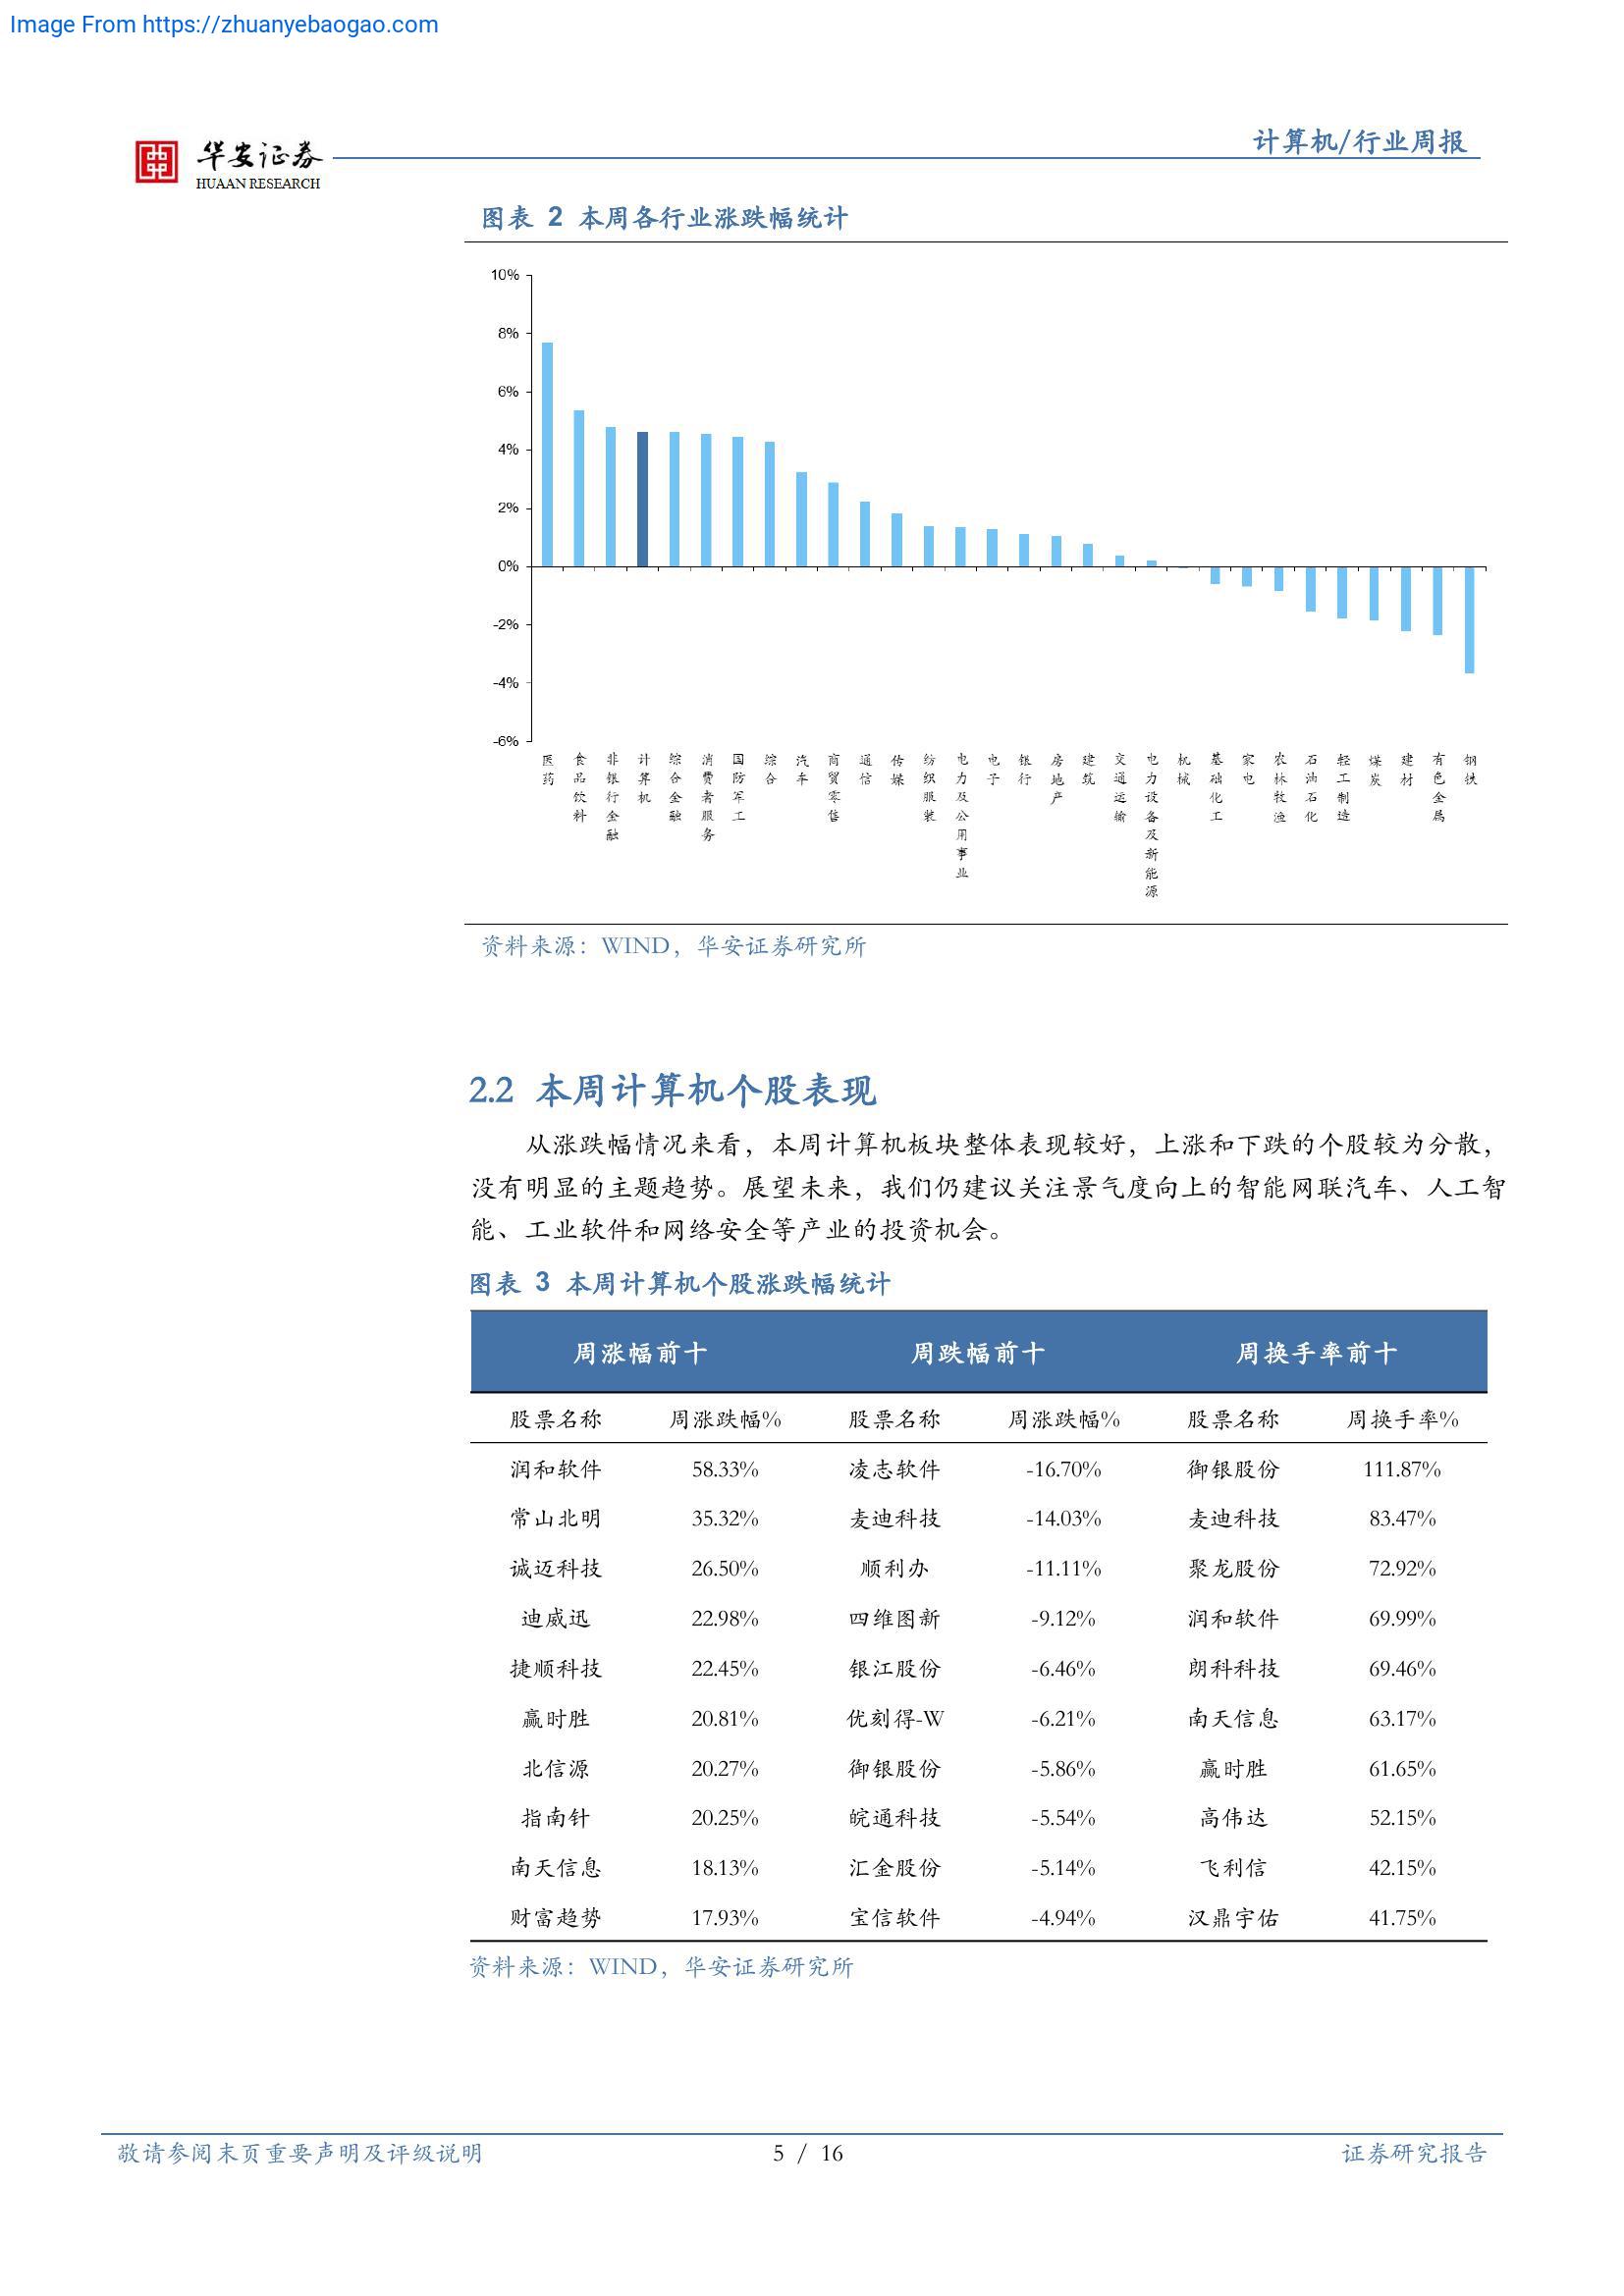 Image From https://zhuanyebaogao.com
华安证券
HUAAN RESEARCH
计算机/行业周报
图表 2 本周各行业涨跌幅统计
10%
8%
6%
4%
2%
0%
-2%
-4%
-6%
医药 食品饮料 非银行金融 计算机 综合金融 消费者服务 国防军工 综合 汽车 商贸零售 通信 传媒 纺织服装 电力及公用事业 电子 银行 房地产 建筑 交通运输 电力设备及新能源 机械 基础化工 家电 农林牧渔 石油石化 轻工制造 煤炭 建材 有色金属 钢铁
资料来源：WIND，华安证券研究所
2.2 本周计算机个股表现
从涨跌幅情况来看，本周计算机板块整体表现较好，上涨和下跌的个股较为分散，
没有明显的主题趋势。展望未来，我们仍建议关注景气度向上的智能网联汽车、人工智
能、工业软件和网络安全等产业的投资机会。
图表 3 本周计算机个股涨跌幅统计
周涨幅前十 周跌幅前十 周换手率前十
股票名称 周涨跌幅% 股票名称 周涨跌幅% 股票名称 周换手率%
润和软件 58.33% 凌志软件 -16.70% 御银股份 111.87%
常山北明 35.32% 麦迪科技 -14.03% 麦迪科技 83.47%
诚迈科技 26.50% 顺利办 -11.11% 聚龙股份 72.92%
迪威迅 22.98% 四维图新 -9.12% 润和软件 69.99%
捷顺科技 22.45% 银江股份 -6.46% 朗科科技 69.46%
赢时胜 20.81% 优刻得-W -6.21% 南天信息 63.17%
北信源 20.27% 御银股份 -5.86% 赢时胜 61.65%
指南针 20.25% 皖通科技 -5.54% 高伟达 52.15%
南天信息 18.13% 汇金股份 -5.14% 飞利信 42.15%
财富趋势 17.93% 宝信软件 -4.94% 汉鼎宇佑 41.75%
资料来源：WIND，华安证券研究所
敬请参阅末页重要声明及评级说明 5 / 16 证券研究报告